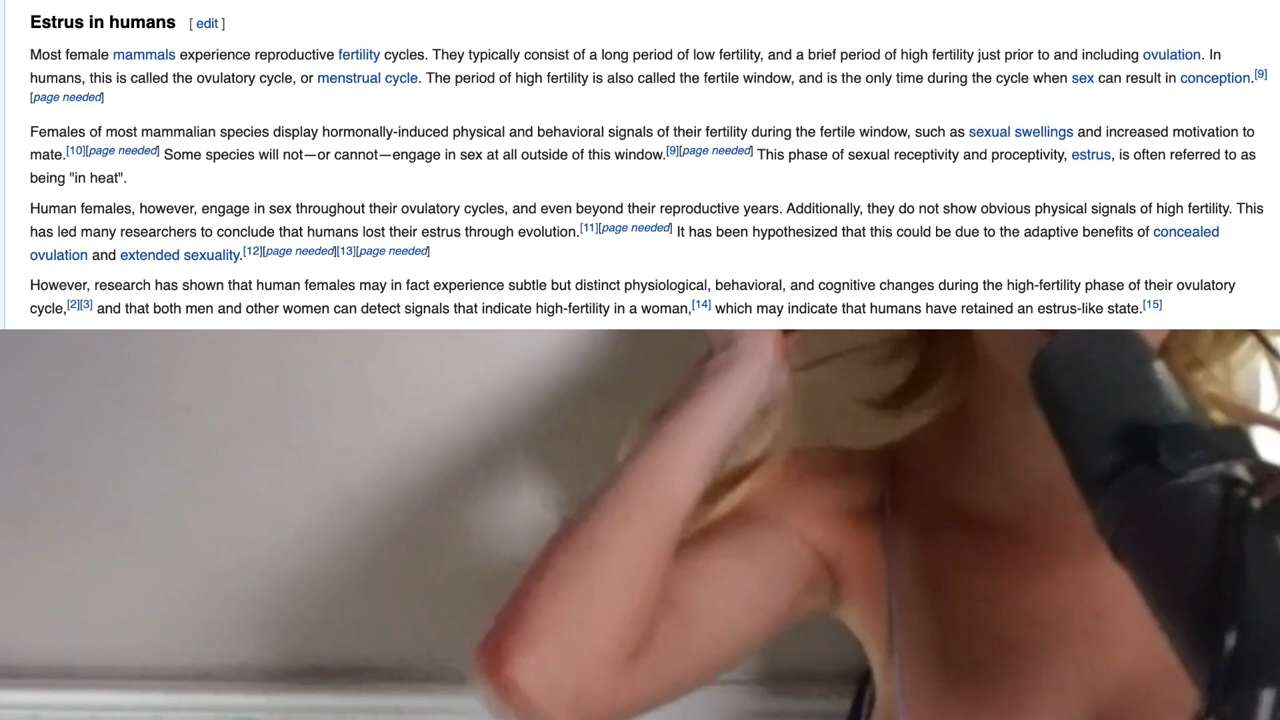 Estrus in humans [ edit ]
Most female mammals experience reproductive fertility cycles. They typically consist of a long period of low fertility, and a brief period of high fertility just prior to and including ovulation. In
humans, this is called the ovulatory cycle, or menstrual cycle. The period of high fertility is also called the fertile window, and is the only time during the cycle when sex can result in conception.[9]
[page needed]
Females of most mammalian species display hormonally-induced physical and behavioral signals of their fertility during the fertile window, such as sexual swellings and increased motivation to
mate.[10][page needed] Some species will not—or cannot—engage in sex at all outside of this window.[9][page needed] This phase of sexual receptivity and proceptivity, estrus, is often referred to as
being "in heat".
Human females, however, engage in sex throughout their ovulatory cycles, and even beyond their reproductive years. Additionally, they do not show obvious physical signals of high fertility. This
has led many researchers to conclude that humans lost their estrus through evolution.[11][page needed] It has been hypothesized that this could be due to the adaptive benefits of concealed
ovulation and extended sexuality.[12][page needed][13][page needed]
However, research has shown that human females may in fact experience subtle but distinct physiological, behavioral, and cognitive changes during the high-fertility phase of their ovulatory
cycle,[2][3] and that both men and other women can detect signals that indicate high-fertility in a woman,[14] which may indicate that humans have retained an estrus-like state.[15]